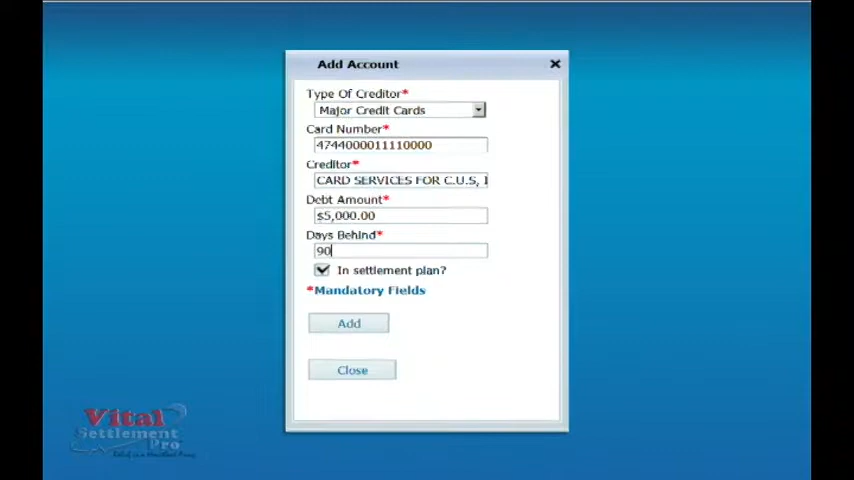 Add Account
Type Of Creditor*
Major Credit Cards
Card Number*
4744000011110000
Creditor*
CARD SERVICES FOR C.U.S, I
Debt Amount*
$5,000.00
Days Behind*
90
In settlement plan?
*Mandatory Fields
Add
Close
Vital
Settlement
Pro